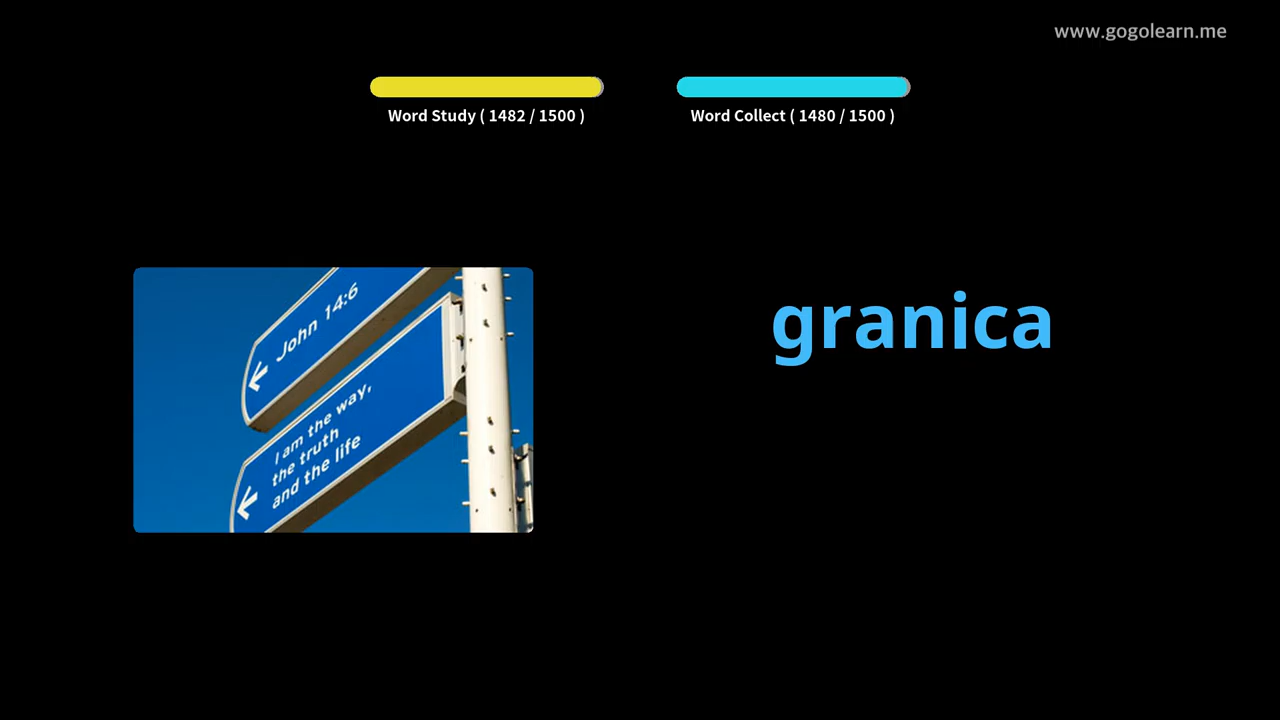 www.gogolearn.me
Word Study ( 1482 / 1500 )
Word Collect ( 1480 / 1500 )
John 14:6
I am the way,
the truth
and the life
granica